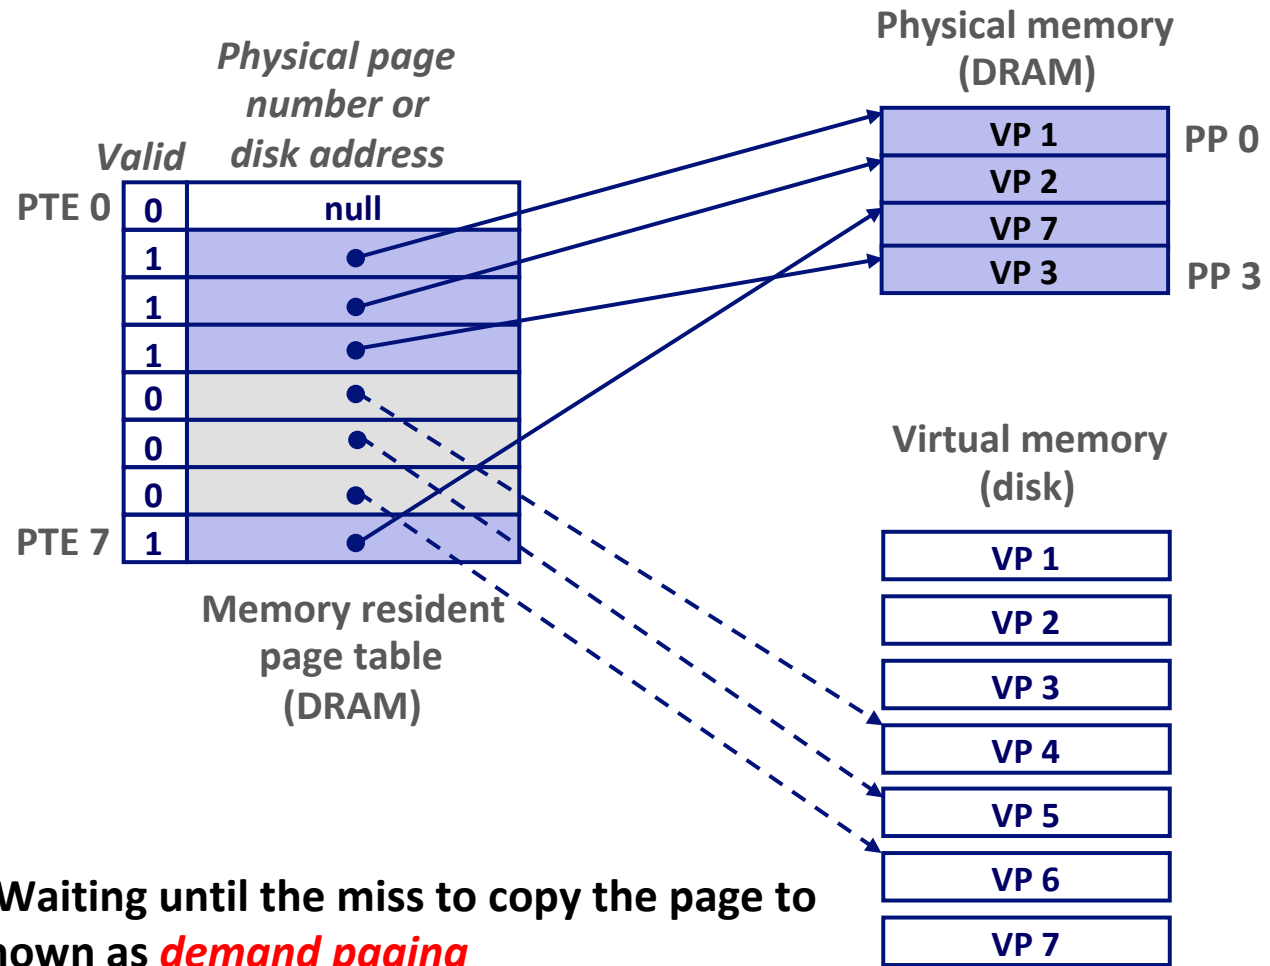 Physical page
number or
disk address
Valid
PTE 0
0
null
1
1
1
0
0
0
PTE 7
1
Memory resident
page table
(DRAM)
Physical memory
(DRAM)
VP 1
PP 0
VP 2
VP 7
VP 3
PP 3
Virtual memory
(disk)
VP 1
VP 2
VP 3
VP 4
VP 5
VP 6
VP 7
Waiting until the miss to copy the page to
demand paging